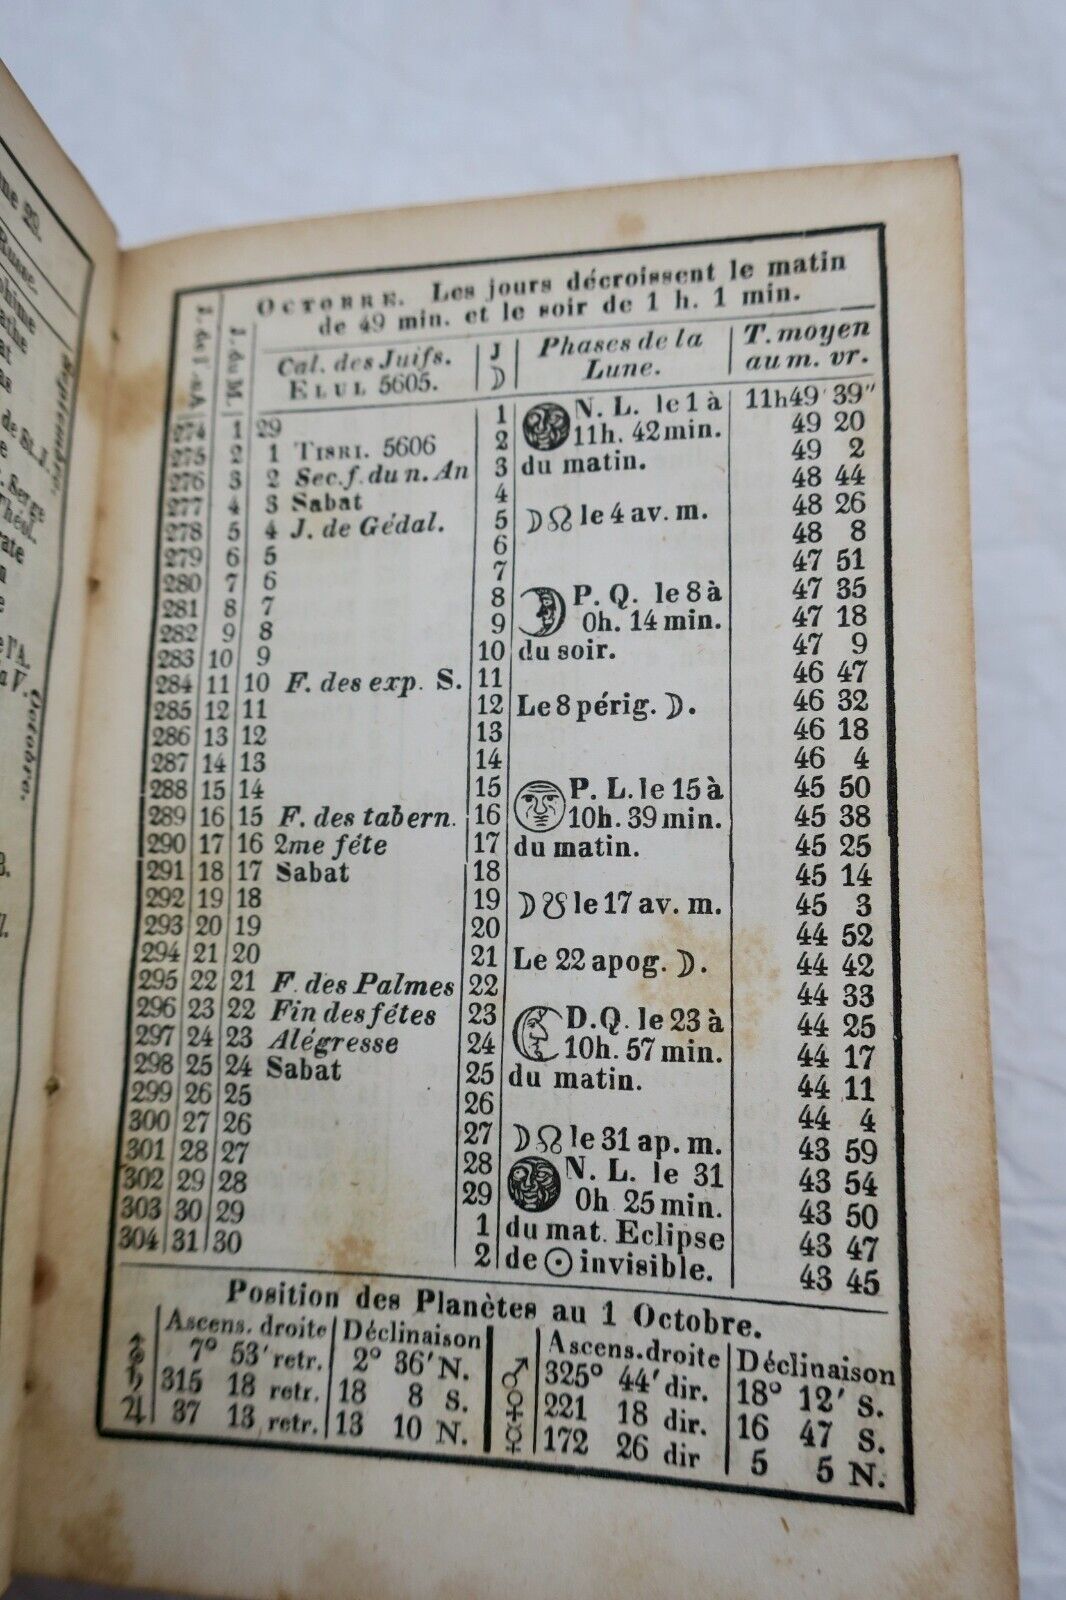 OCTOBRE. Les jours décroissent le matin
de 49 min. et le soir de 1 h. 1 min.
J. de l'A. J. du M. Cal. des Juifs. J Phases de la T. moyen
ELUL 5605. ☽ Lune. au m. vr.
274 1 29 1 N. L. le 1 à 11h49' 39"
275 2 1 TISRI. 5606 2 11h. 42min. 49 20
276 3 2 Sec. f. du n. An 3 du matin. 49 2
277 4 3 Sabat 4 48 44
278 5 4 J. de Gédal. 5 ☽☊ le 4 av. m. 48 26
279 6 5 6 48 8
280 7 6 7 47 51
281 8 7 8 P. Q. le 8 à 47 35
282 9 8 9 0h. 14 min. 47 18
283 10 9 10 du soir. 47 9
284 11 10 F. des exp. S. 11 46 47
285 12 11 12 Le 8 périg. ☽. 46 32
286 13 12 13 46 18
287 14 13 14 46 4
288 15 14 15 P. L. le 15 à 45 50
289 16 15 F. des tabern. 16 10h. 39 min. 45 38
290 17 16 2me féte 17 du matin. 45 25
291 18 17 Sabat 18 45 14
292 19 18 19 ☽☋ le 17 av. m. 45 3
293 20 19 20 44 52
294 21 20 21 Le 22 apog. ☽. 44 42
295 22 21 F. des Palmes 22 44 33
296 23 22 Fin des fétes 23 D. Q. le 23 à 44 25
297 24 23 Alégresse 24 10h. 57 min. 44 17
298 25 24 Sabat 25 du matin. 44 11
299 26 25 26 44 4
300 27 26 27 ☽☊ le 31 ap. m. 43 59
301 28 27 28 N. L. le 31 43 54
302 29 28 29 0h 25 min. 43 50
303 30 29 1 du mat. Eclipse 43 47
304 31 30 2 de ☉ invisible. 43 45
Position des Planètes au 1 Octobre.
Ascens. droite Déclinaison Ascens. droite Déclinaison
7° 53' retr. 2° 36' N. ♂ 325° 44' dir. 18° 12' S.
♄ 315 18 retr. 18 8 S. ♀ 221 18 dir. 16 47 S.
♃ 37 13 retr. 13 10 N. ☿ 172 26 dir 5 5 N.
29.
Russe.
Septembre.
Serge
Octobre.